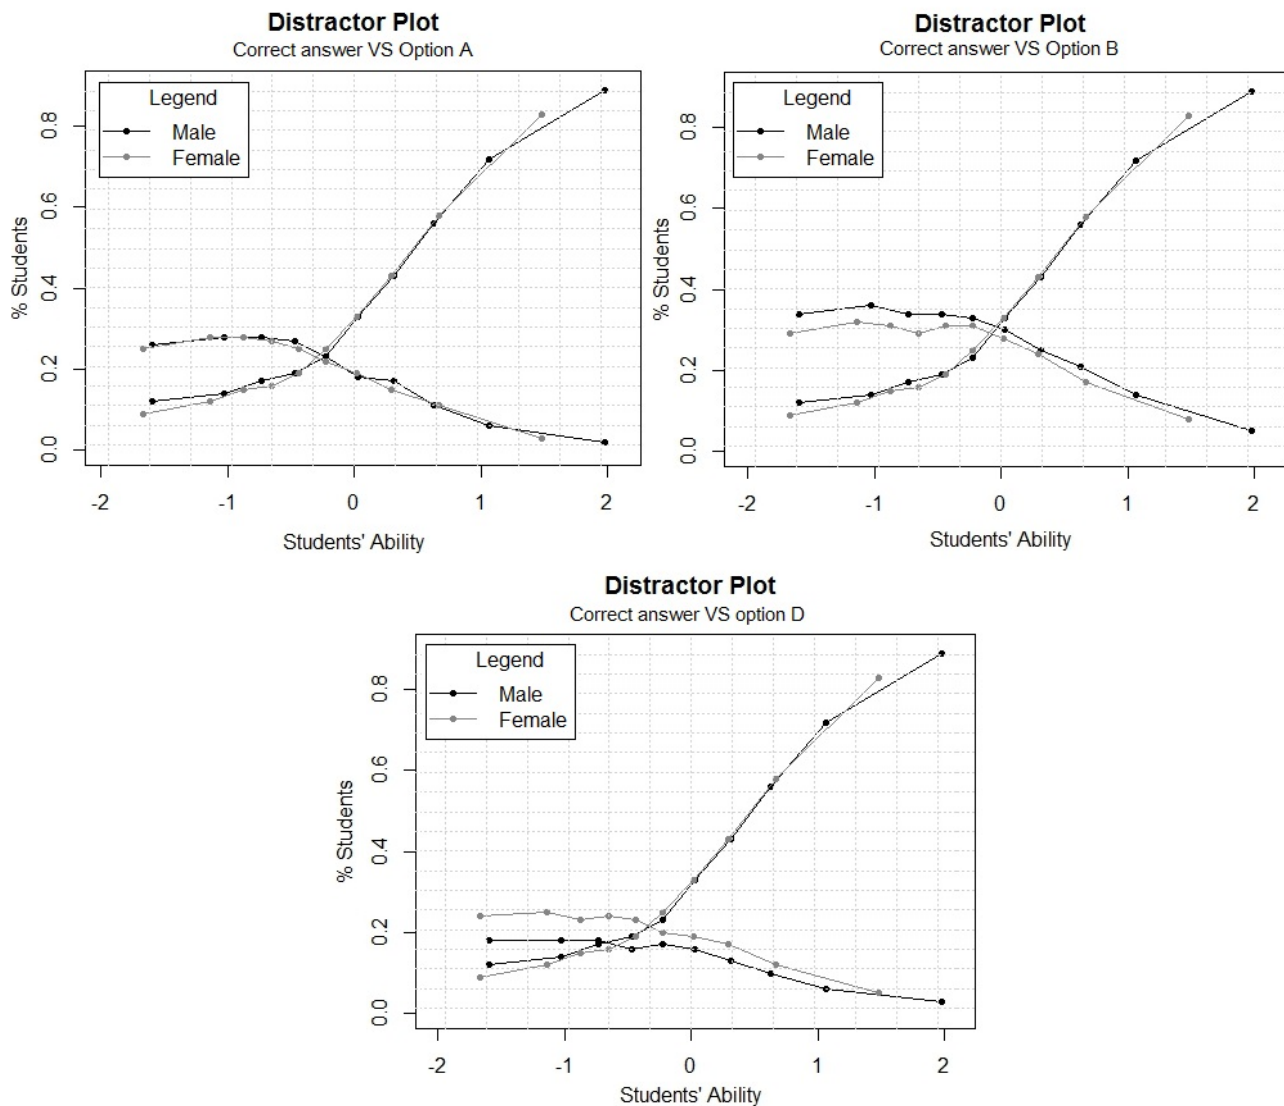 Distractor Plot
Correct answer VS Option A
Legend
Male
Female
% Students
0.0
0.2
0.4
0.6
0.8
-2 -1 0 1 2
Students' Ability
Distractor Plot
Correct answer VS Option B
Legend
Male
Female
% Students
0.0
0.2
0.4
0.6
0.8
-2 -1 0 1 2
Students' Ability
Distractor Plot
Correct answer VS option D
Legend
Male
Female
% Students
0.0
0.2
0.4
0.6
0.8
-2 -1 0 1 2
Students' Ability